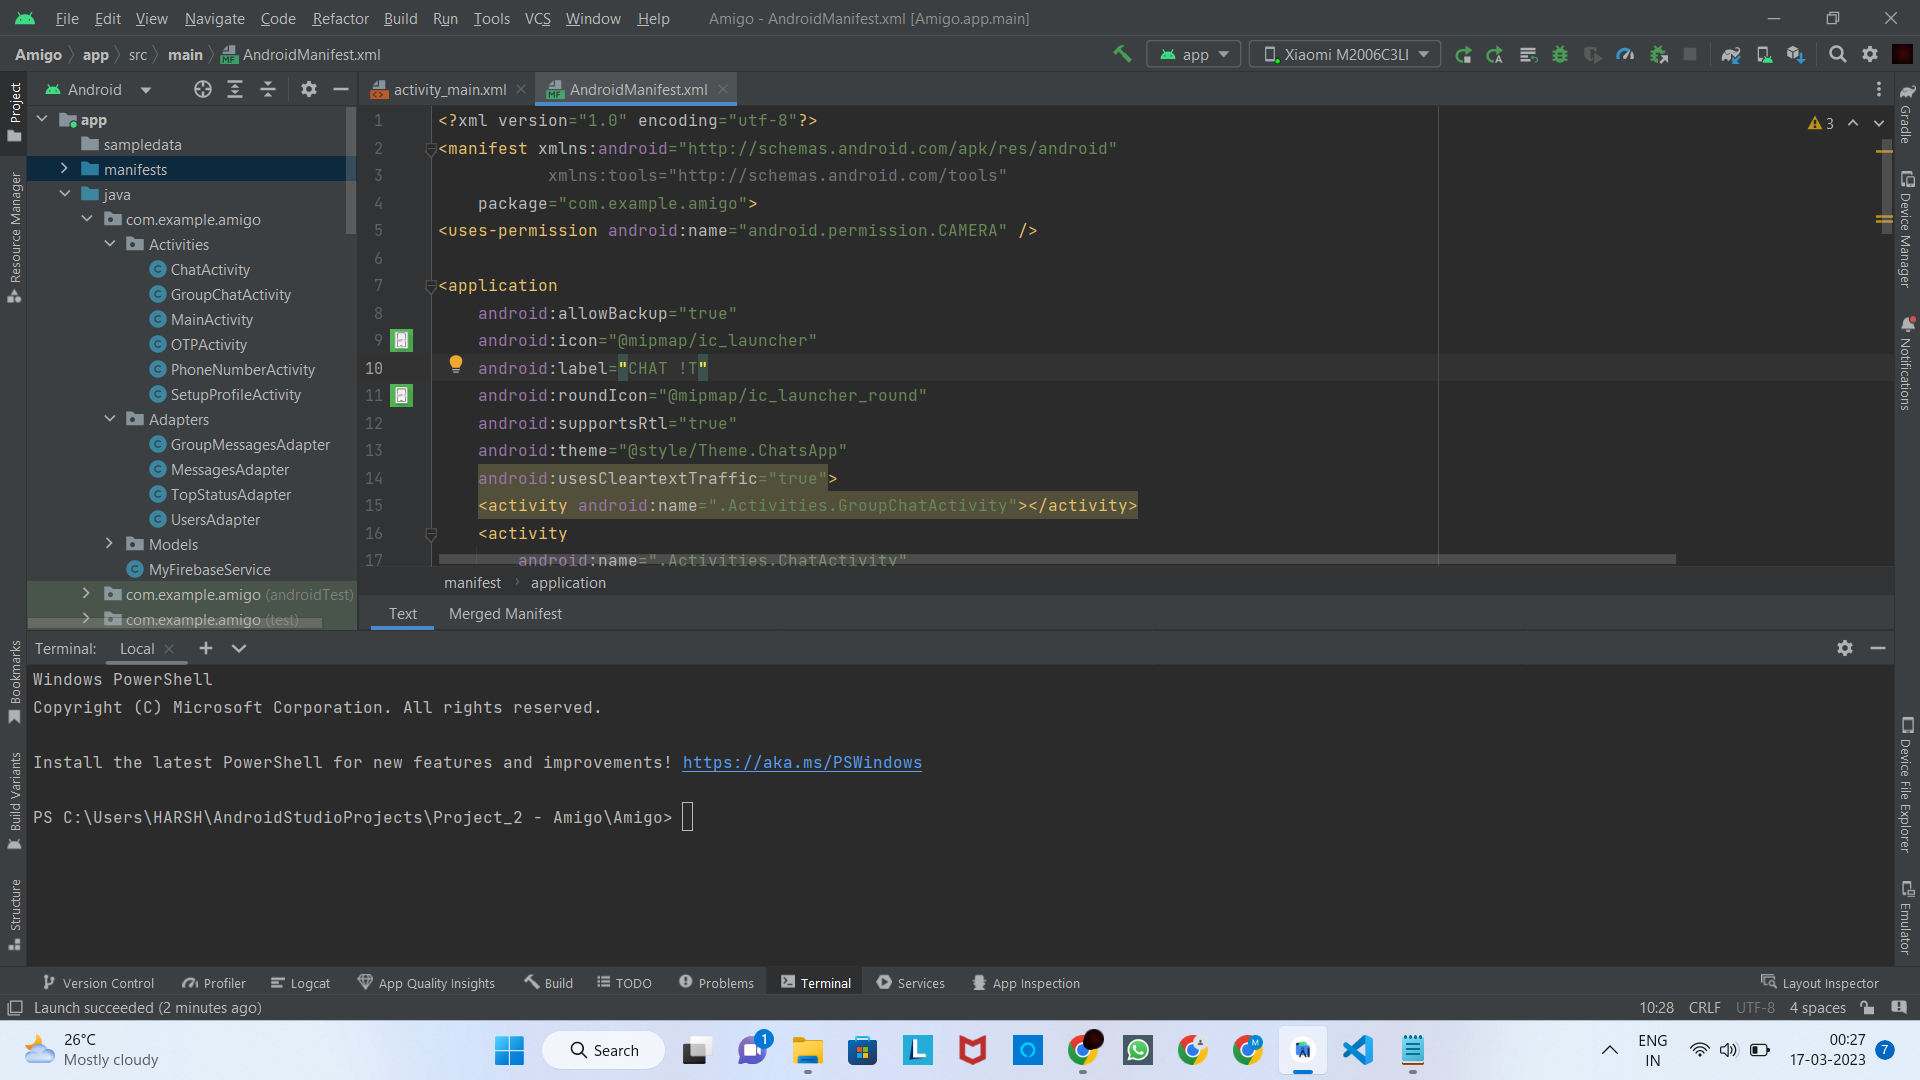 File Edit View Navigate Code Refactor Build Run Tools VCS Window Help Amigo - AndroidManifest.xml [Amigo.app.main]
Amigo app src main AndroidManifest.xml app Xiaomi M2006C3LI
Android activity_main.xml AndroidManifest.xml
Project
Resource Manager
Bookmarks
Build Variants
Structure
app
sampledata
manifests
java
com.example.amigo
Activities
ChatActivity
GroupChatActivity
MainActivity
OTPActivity
PhoneNumberActivity
SetupProfileActivity
Adapters
GroupMessagesAdapter
MessagesAdapter
TopStatusAdapter
UsersAdapter
Models
MyFirebaseService
com.example.amigo (androidTest)
com.example.amigo (test)
1 <?xml version="1.0" encoding="utf-8"?>
2 <manifest xmlns:android="http://schemas.android.com/apk/res/android"
3 xmlns:tools="http://schemas.android.com/tools"
4 package="com.example.amigo">
5 <uses-permission android:name="android.permission.CAMERA" />
6
7 <application
8 android:allowBackup="true"
9 android:icon="@mipmap/ic_launcher"
10 android:label="CHAT !T"
11 android:roundIcon="@mipmap/ic_launcher_round"
12 android:supportsRtl="true"
13 android:theme="@style/Theme.ChatsApp"
14 android:usesCleartextTraffic="true">
15 <activity android:name=".Activities.GroupChatActivity"></activity>
16 <activity
17 android:name=".Activities.ChatActivity"
3
manifest application
Text Merged Manifest
Gradle
Device Manager
Notifications
Device File Explorer
Emulator
Terminal: Local
Windows PowerShell
Copyright (C) Microsoft Corporation. All rights reserved.
Install the latest PowerShell for new features and improvements! https://aka.ms/PSWindows
PS C:\Users\HARSH\AndroidStudioProjects\Project_2 - Amigo\Amigo>
Version Control Profiler Logcat App Quality Insights Build TODO Problems Terminal Services App Inspection Layout Inspector
Launch succeeded (2 minutes ago) 10:28 CRLF UTF-8 4 spaces
26°C
Mostly cloudy
Search
1
ENG
IN
00:27
17-03-2023
7